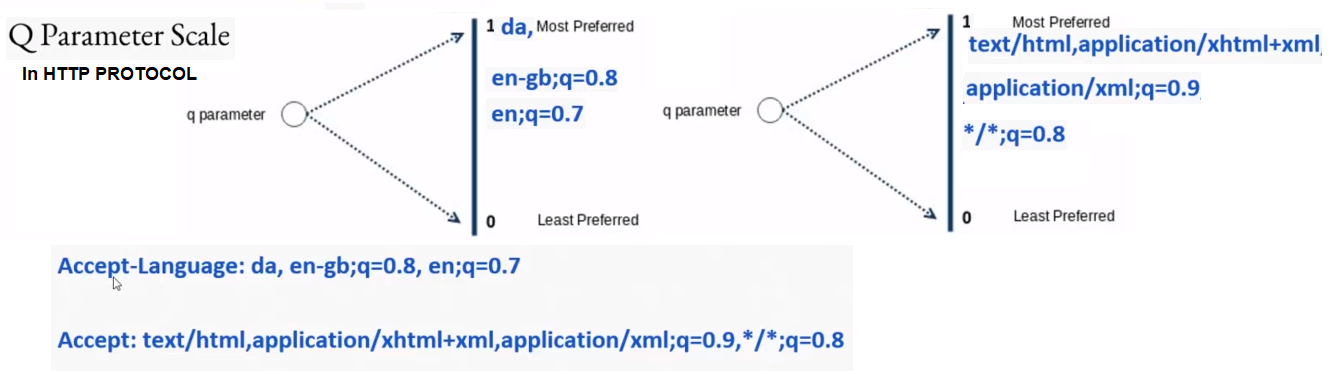 Q Parameter Scale
In HTTP PROTOCOL
q parameter
1 da, Most Preferred
en-gb;q=0.8
en;q=0.7
0 Least Preferred
q parameter
1 Most Preferred
text/html,application/xhtml+xml,
application/xml;q=0.9
*/*;q=0.8
0 Least Preferred
Accept-Language: da, en-gb;q=0.8, en;q=0.7
Accept: text/html,application/xhtml+xml,application/xml;q=0.9,*/*;q=0.8